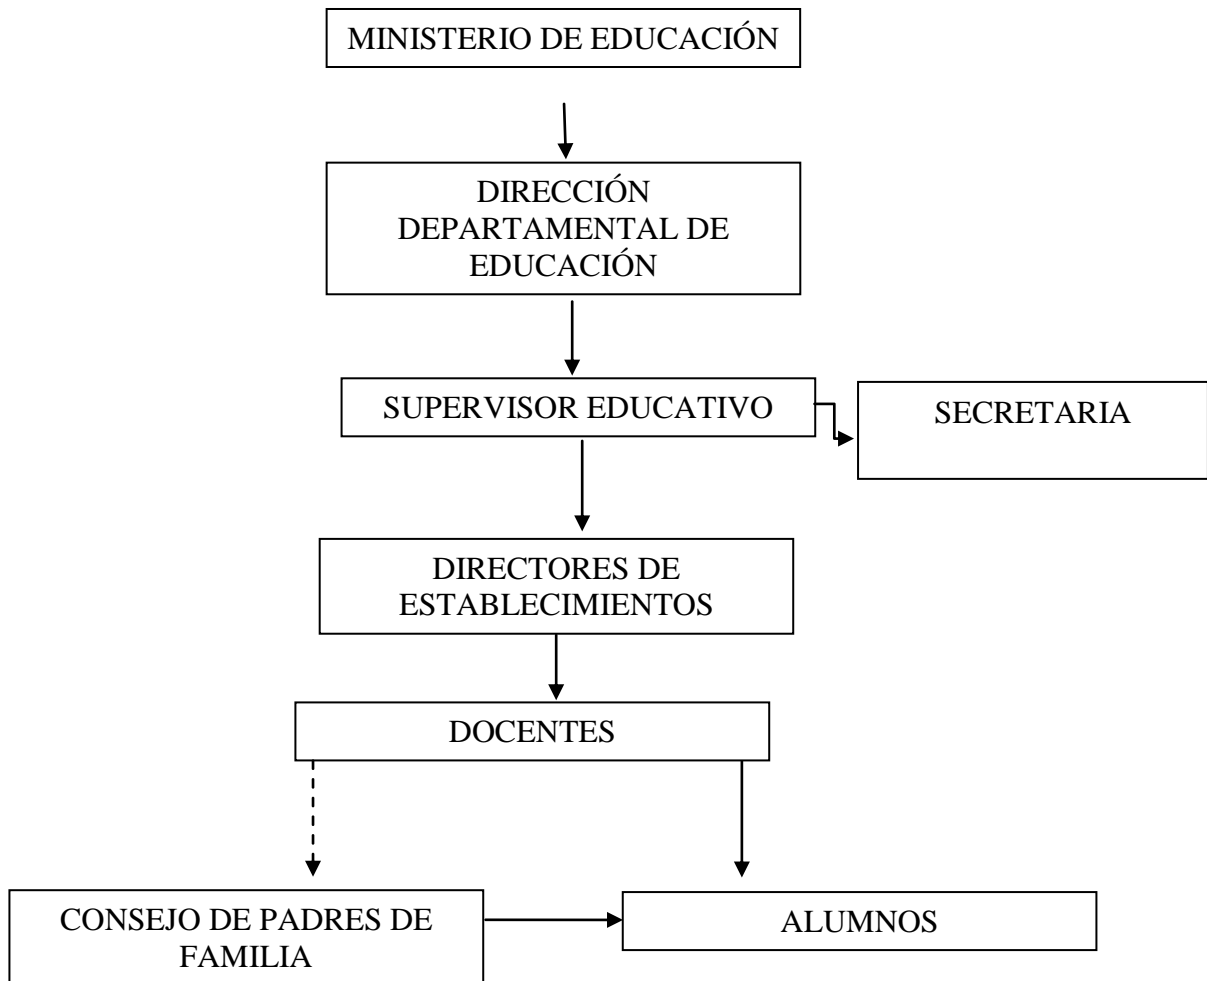 MINISTERIO DE EDUCACIÓN
DIRECCIÓN
DEPARTAMENTAL DE
EDUCACIÓN
SUPERVISOR EDUCATIVO
SECRETARIA
DIRECTORES DE
ESTABLECIMIENTOS
DOCENTES
CONSEJO DE PADRES DE
FAMILIA
ALUMNOS